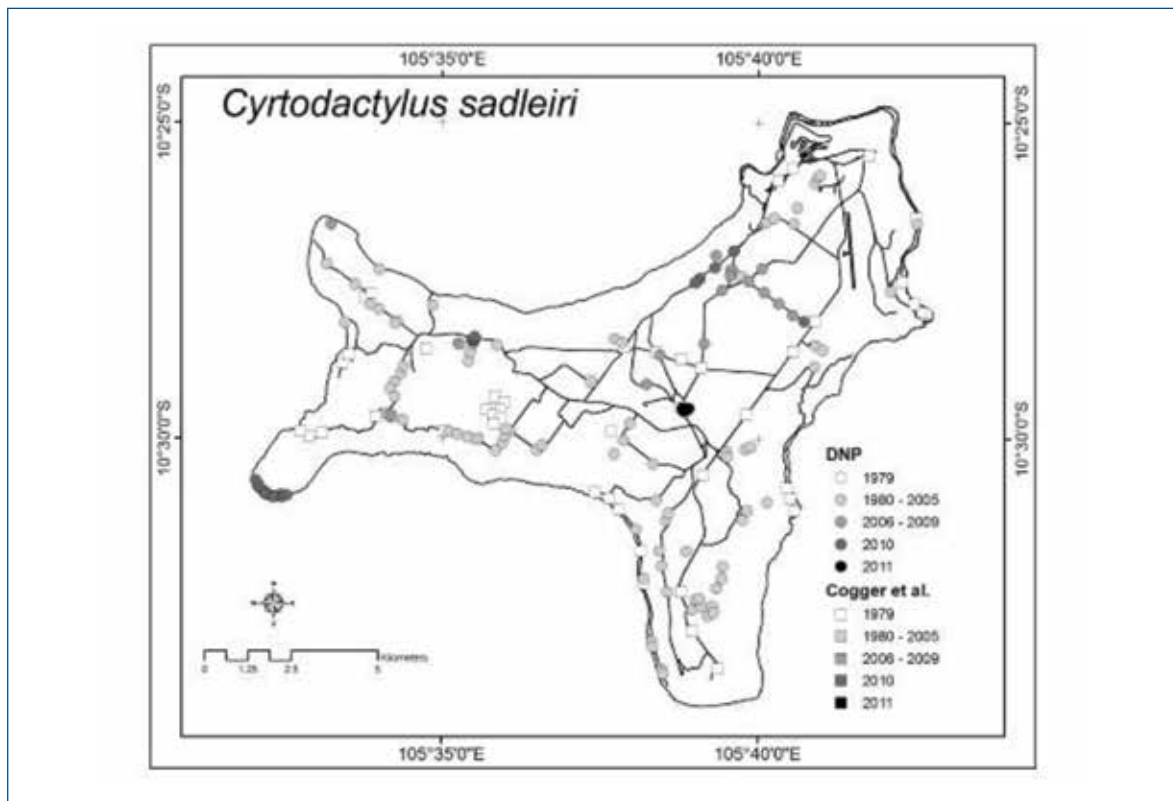 105°35'0"E 105°40'0"E
Cyrtodactylus sadleiri
10°25'0"S 10°25'0"S
10°30'0"S 10°30'0"S
DNP
1979
1980 - 2005
2006 - 2009
2010
2011
Cogger et al.
1979
1980 - 2005
2006 - 2009
2010
2011
Kilometers
0 1.25 2.5 5
105°35'0"E 105°40'0"E